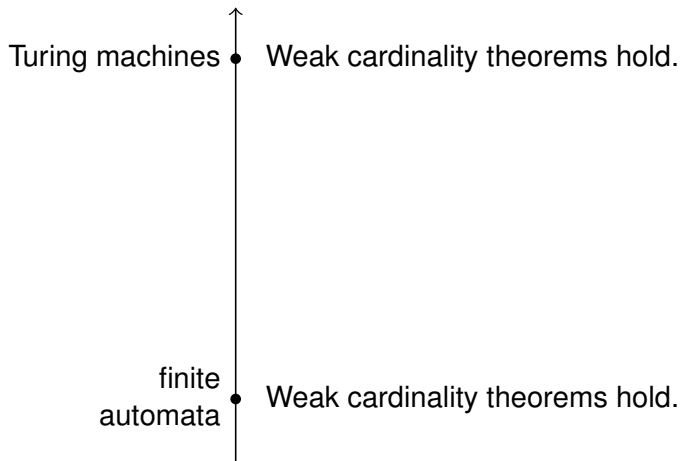 Turing machines
Weak cardinality theorems hold.
finite
automata
Weak cardinality theorems hold.